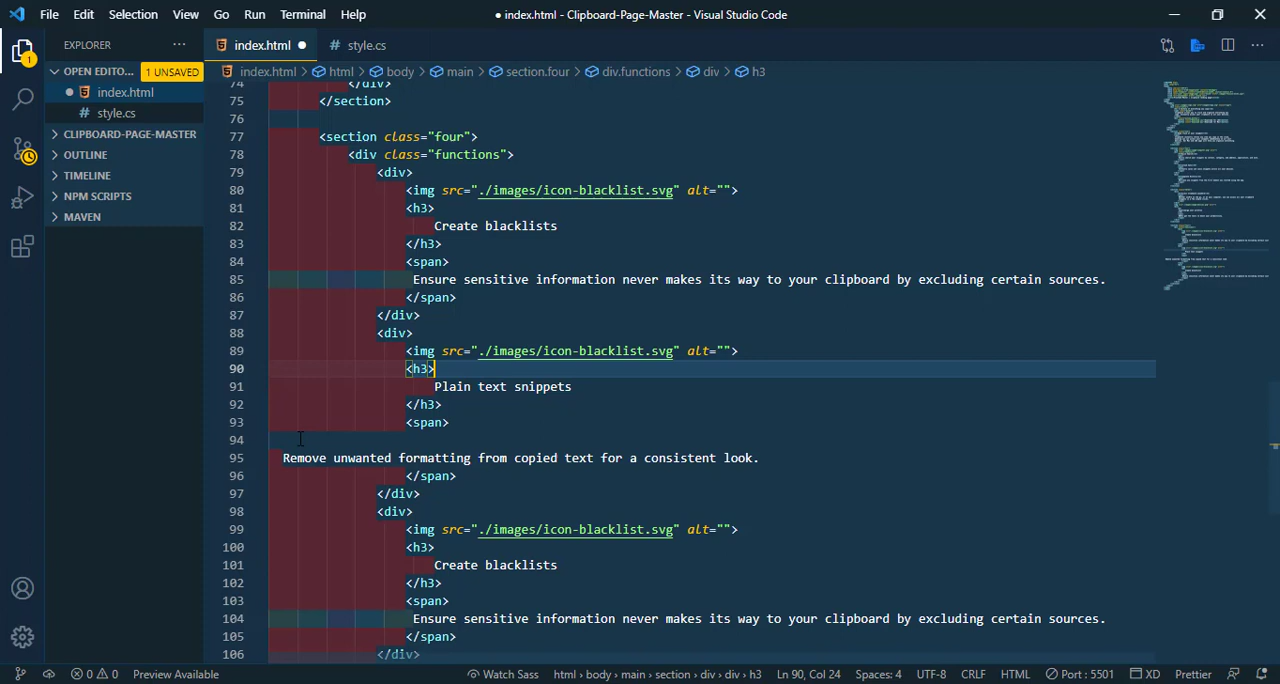 File Edit Selection View Go Run Terminal Help ● index.html - Clipboard-Page-Master - Visual Studio Code
EXPLORER ··· index.html ● # style.cs ···
1 OPEN EDITO... 1 UNSAVED index.html > html > body > main > section.four > div.functions > div > h3
● index.html
# style.cs
CLIPBOARD-PAGE-MASTER
OUTLINE
TIMELINE
NPM SCRIPTS
MAVEN
74 </div>
75 </section>
76
77 <section class="four">
78 <div class="functions">
79 <div>
80 <img src="./images/icon-blacklist.svg" alt="">
81 <h3>
82 Create blacklists
83 </h3>
84 <span>
85 Ensure sensitive information never makes its way to your clipboard by excluding certain sources.
86 </span>
87 </div>
88 <div>
89 <img src="./images/icon-blacklist.svg" alt="">
90 <h3>
91 Plain text snippets
92 </h3>
93 <span>
94
95 Remove unwanted formatting from copied text for a consistent look.
96 </span>
97 </div>
98 <div>
99 <img src="./images/icon-blacklist.svg" alt="">
100 <h3>
101 Create blacklists
102 </h3>
103 <span>
104 Ensure sensitive information never makes its way to your clipboard by excluding certain sources.
105 </span>
106 </div>
0 0 Preview Available Watch Sass html › body › main › section › div › div › h3 Ln 90, Col 24 Spaces: 4 UTF-8 CRLF HTML Port : 5501 XD Prettier